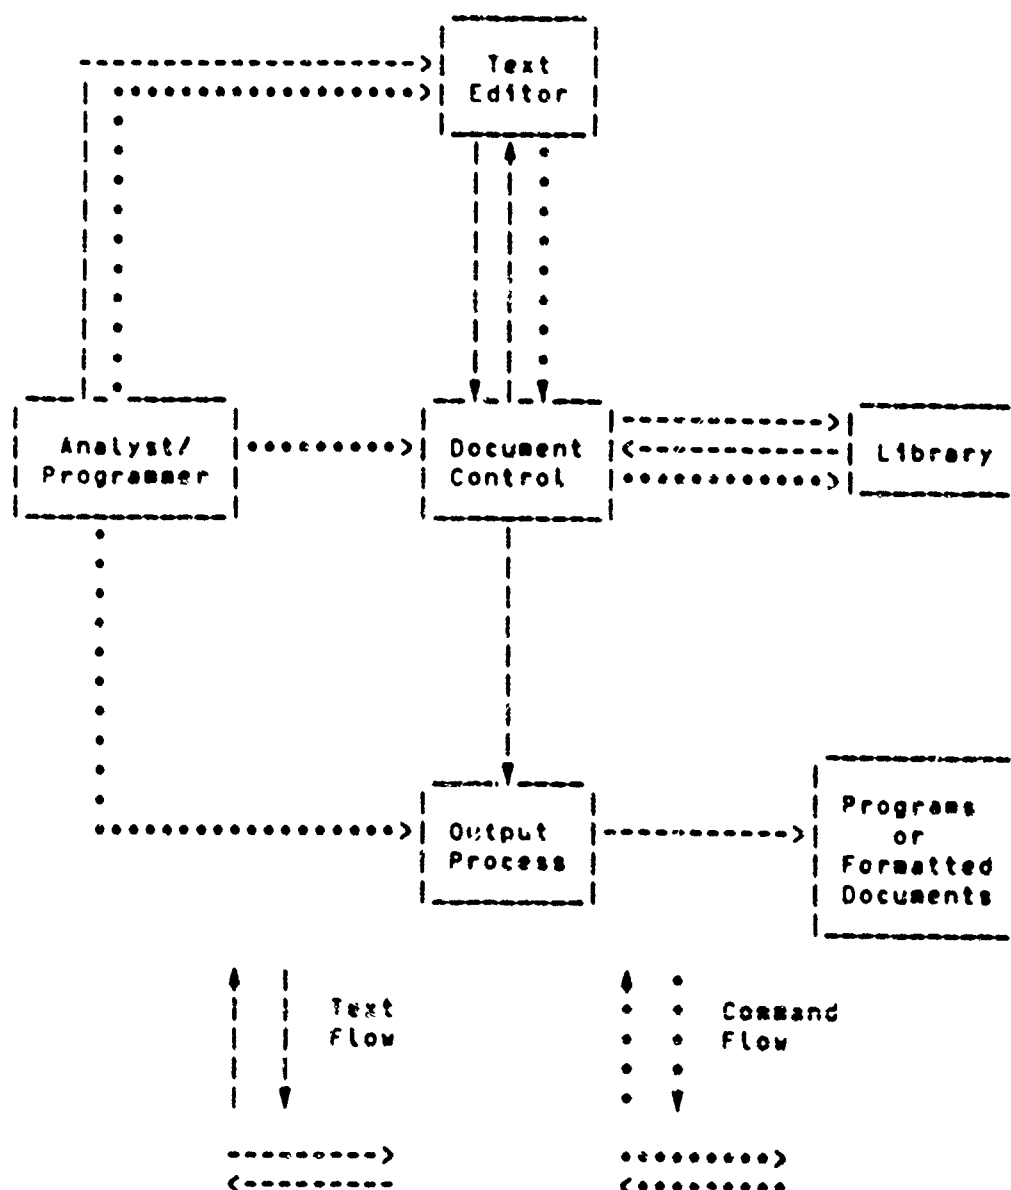 Text
Editor
Analyst/
Programmer
Document
Control
Library
Output
Process
Programs
or
Formatted
Documents
Text
Flow
Command
Flow